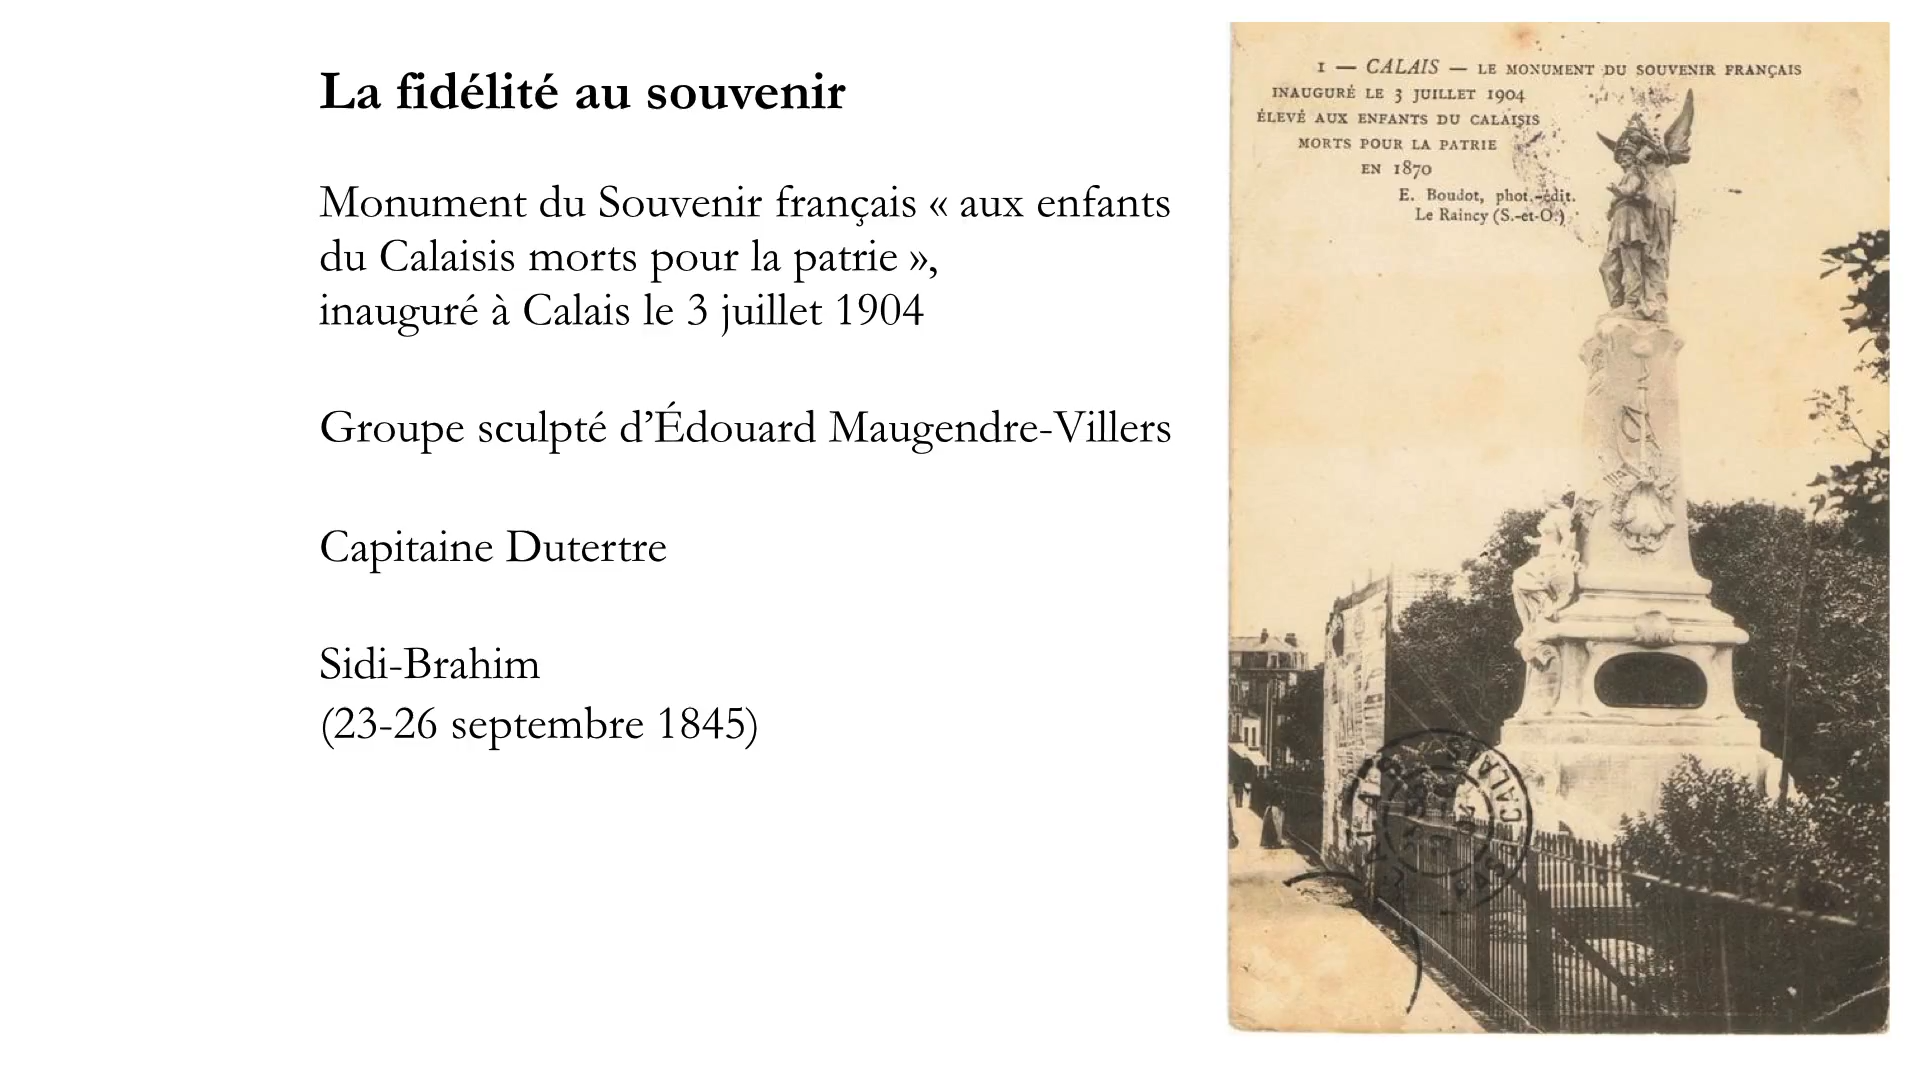 La fidélité au souvenir
Monument du Souvenir français « aux enfants
du Calaisis morts pour la patrie »,
inauguré à Calais le 3 juillet 1904
Groupe sculpté d’Édouard Maugendre-Villers
Capitaine Dutertre
Sidi-Brahim
(23-26 septembre 1845)
1 — CALAIS — LE MONUMENT DU SOUVENIR FRANÇAIS
INAUGURÉ LE 3 JUILLET 1904
ÉLEVÉ AUX ENFANTS DU CALAISIS
MORTS POUR LA PATRIE
EN 1870
E. Boudot, phot.-édit.
Le Raincy (S.-et-O.)
CALAIS
PAS
CALAIS